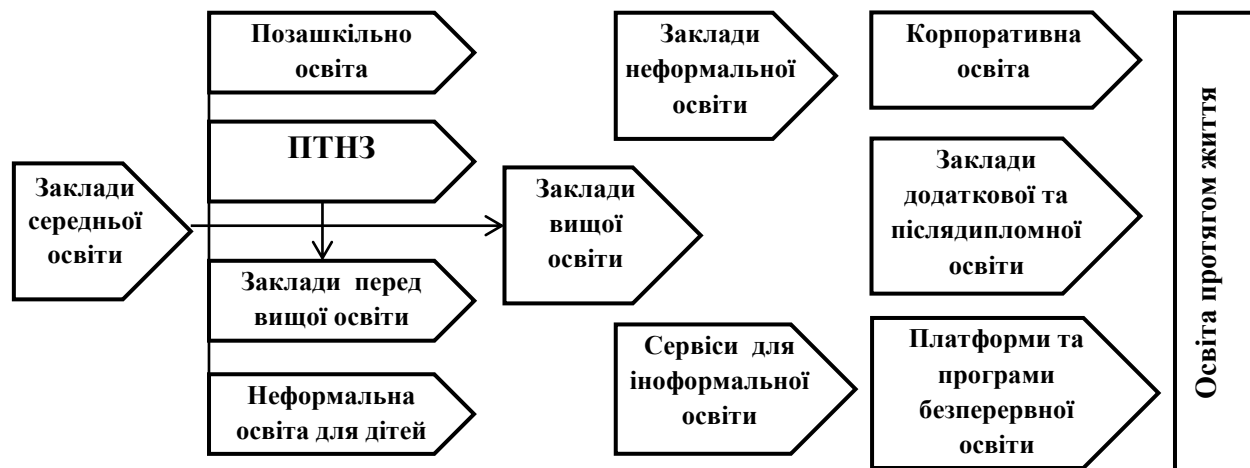 Позашкільно
освіта
ПТНЗ
Заклади
середньої
освіти
Заклади перед
вищої освіти
Неформальна
освіта для дітей
Заклади
вищої
освіти
Заклади
неформальної
освіти
Сервіси для
іноформальної
освіти
Корпоративна
освіта
Заклади
додаткової та
післядипломної
освіти
Платформи та
програми
безперервної
освіти
Освіта протягом життя